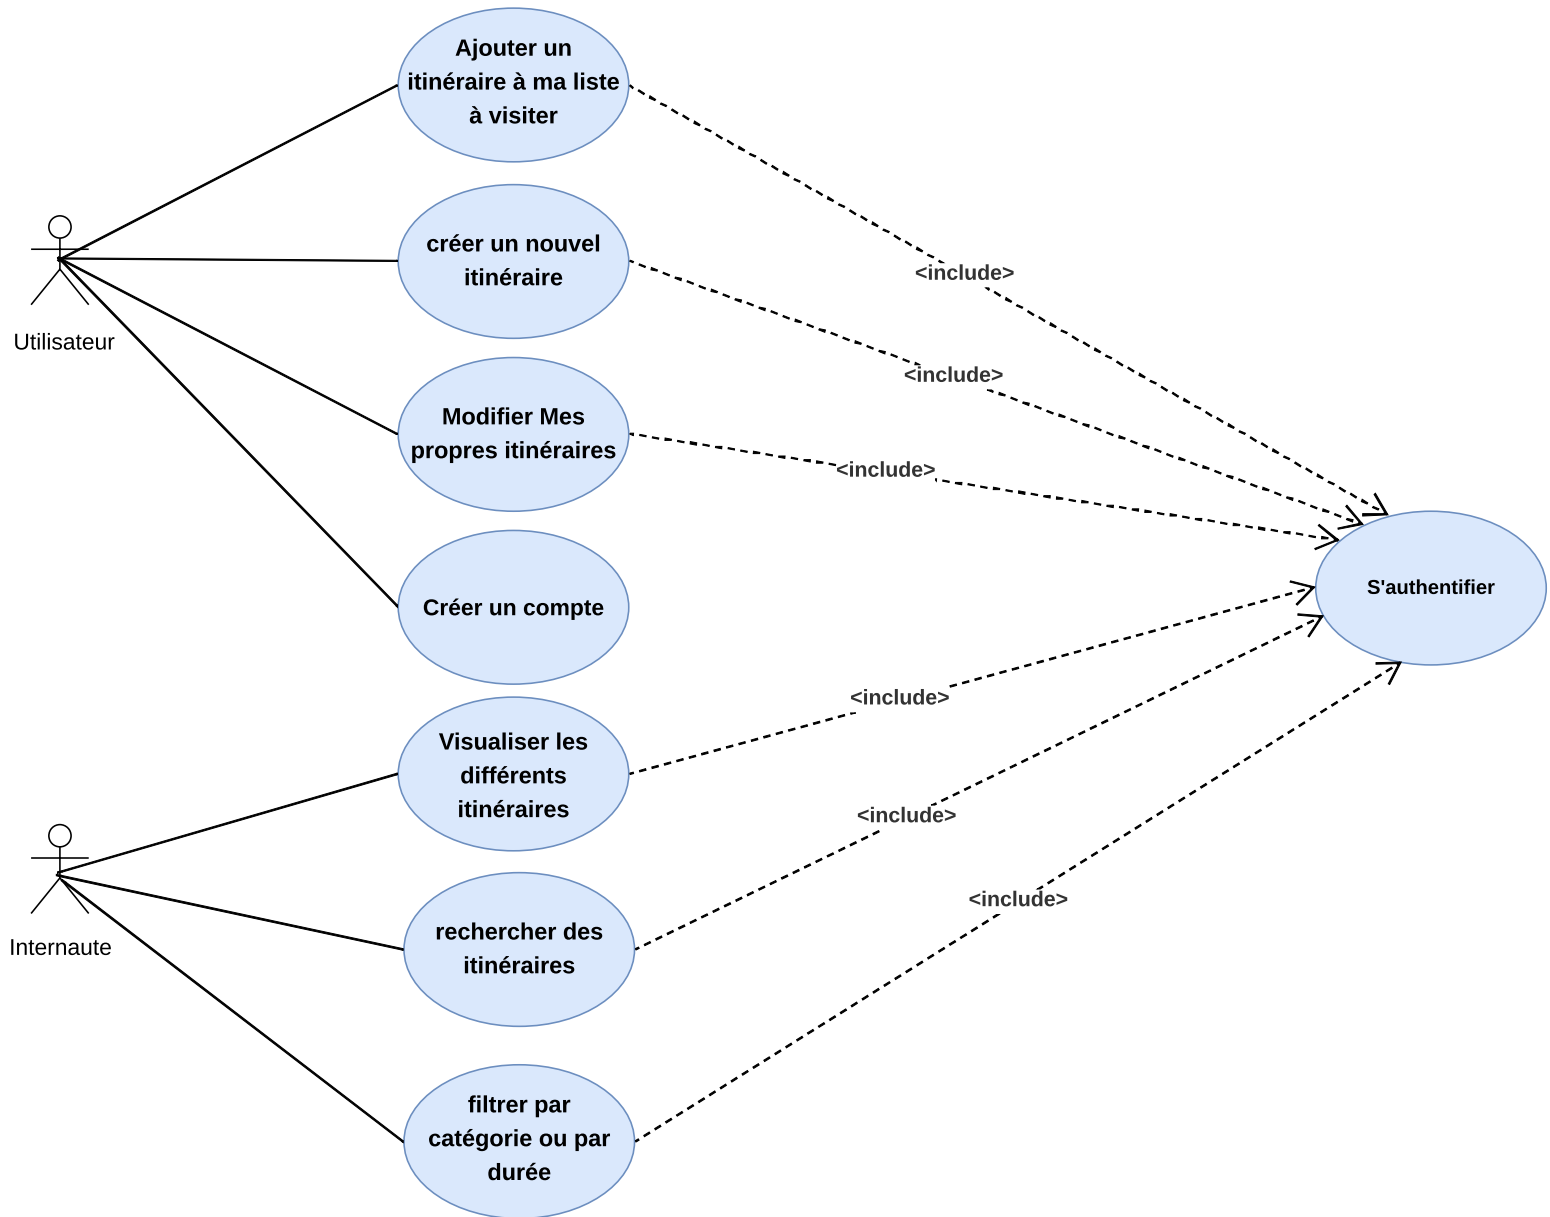 Ajouter un
itinéraire à ma liste
à visiter
<include>
créer un nouvel
itinéraire
Utilisateur
<include>
Modifier Mes
propres itinéraires
<include>
Créer un compte
S'authentifier
Visualiser les
différents
itinéraires
<include>
<include>
rechercher des
itinéraires
Internaute
<include>
filtrer par
catégorie ou par
durée